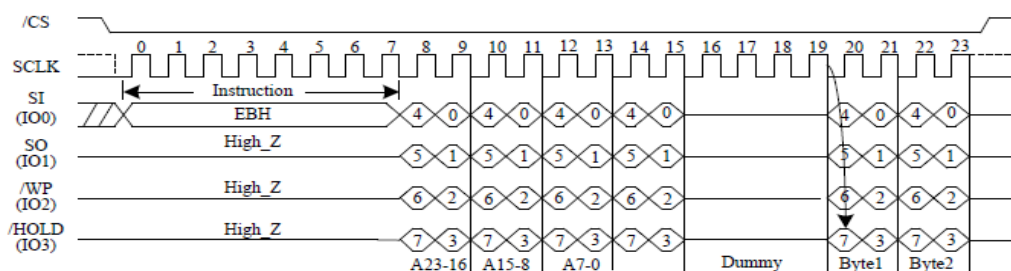 /CS
0 1 2 3 4 5 6 7 8 9 10 11 12 13 14 15 16 17 18 19 20 21 22 23
SCLK
Instruction
SI
(IO0)
EBH
4 0 4 0 4 0 4 0 4 0 4 0
SO
(IO1)
High_Z
5 1 5 1 5 1 5 1 5 1 5 1
/WP
(IO2)
High_Z
6 2 6 2 6 2 6 2 6 2 6 2
/HOLD
(IO3)
High_Z
7 3 7 3 7 3 7 3 7 3 7 3
A23-16 A15-8 A7-0 Dummy Byte1 Byte2